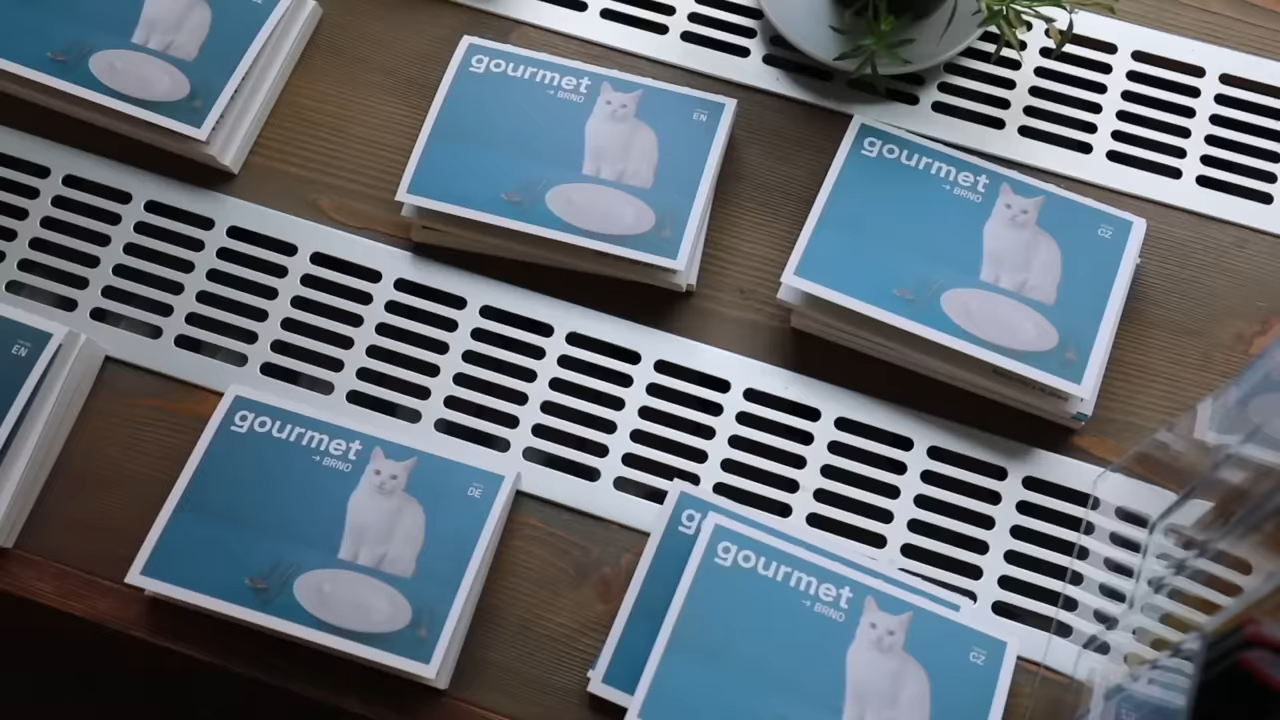 gourmet
→ BRNO
EN
gourmet
→ BRNO
CZ
EN
gourmet
→ BRNO
DE
g
gourmet
→ BRNO
CZ